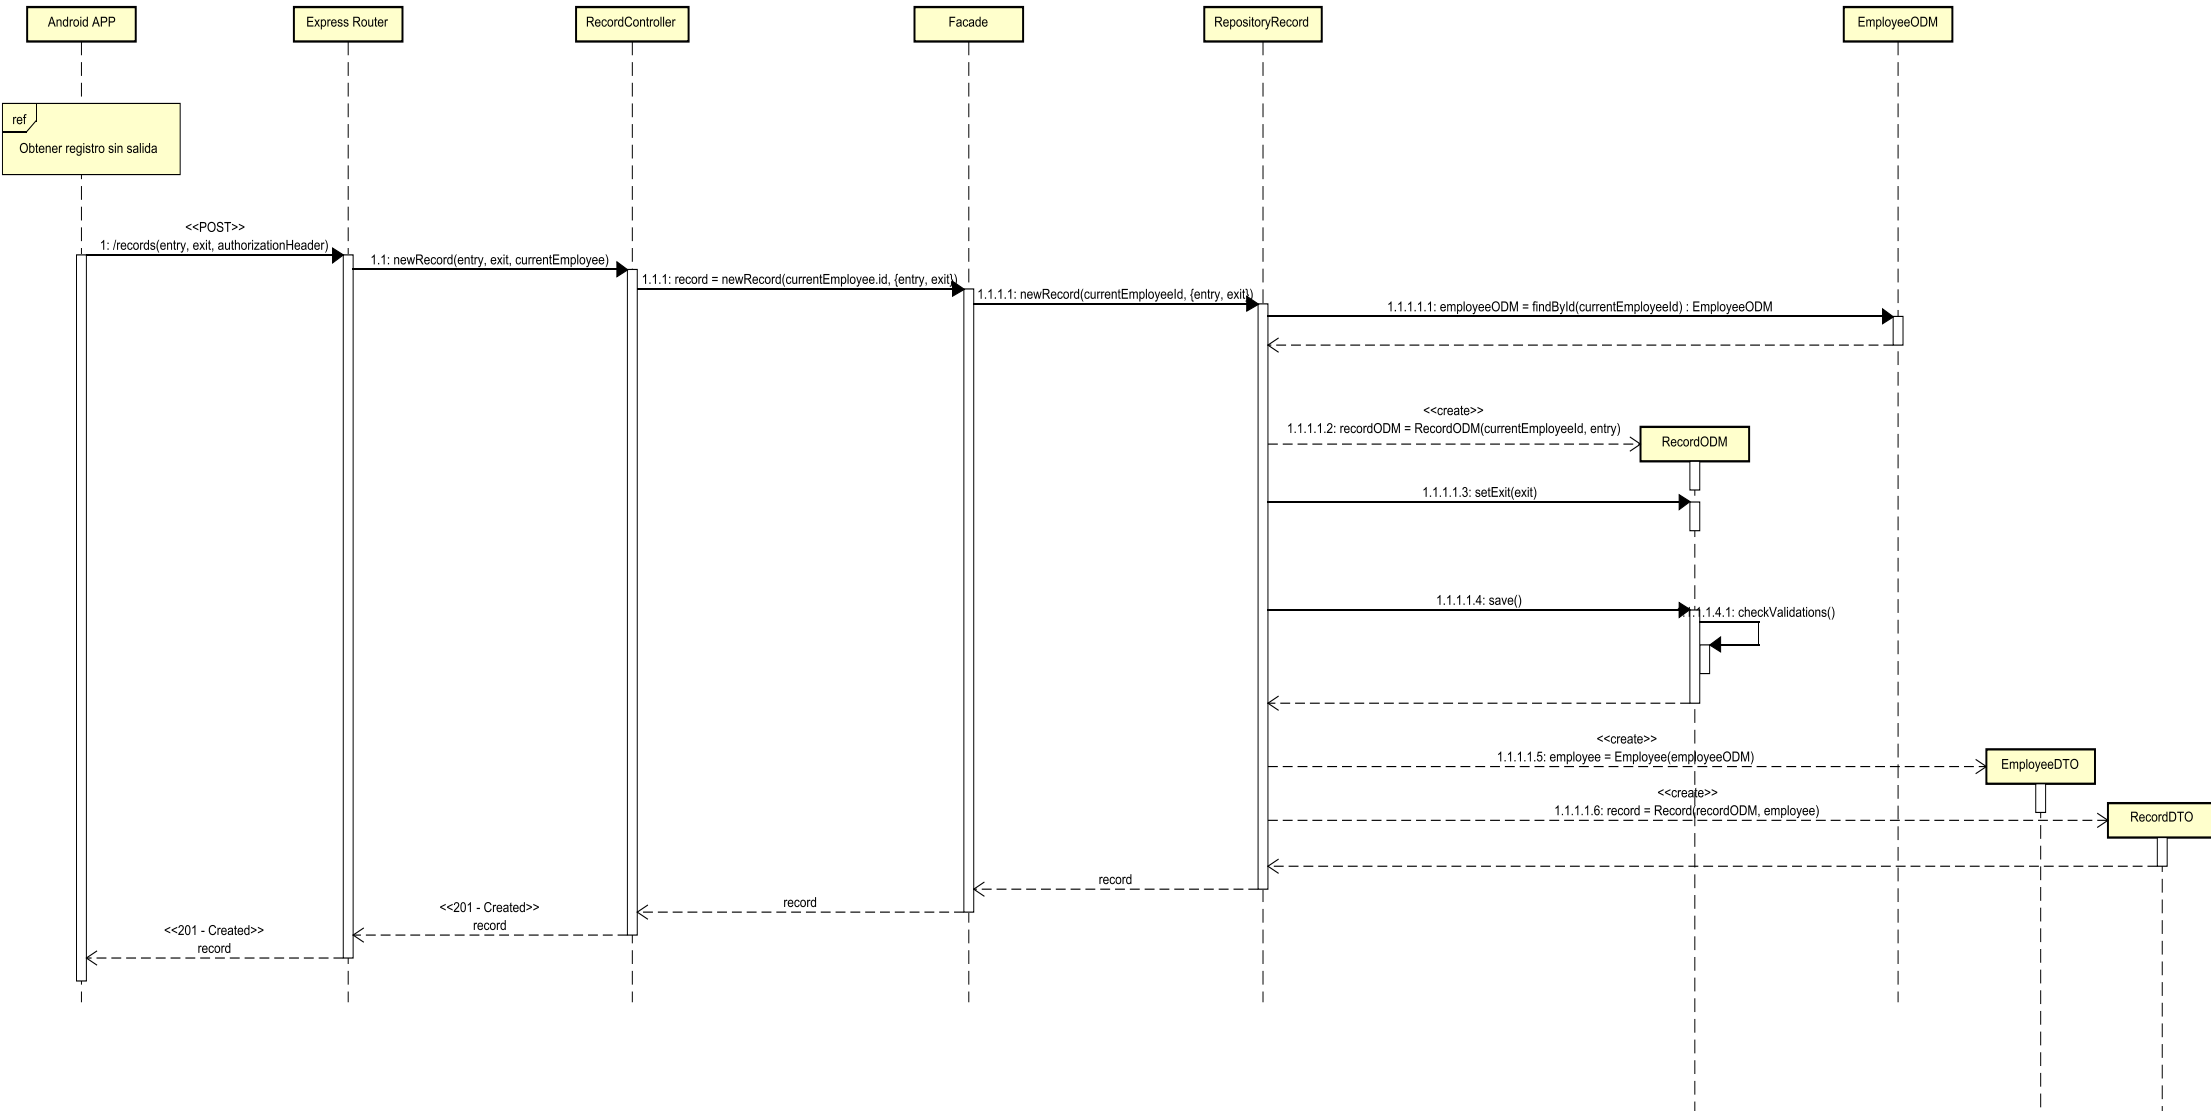 Android APP
Express Router
RecordController
Facade
RepositoryRecord
EmployeeODM
ref
Obtener registro sin salida
<<POST>>
1: /records(entry, exit, authorizationHeader)
1.1: newRecord(entry, exit, currentEmployee)
1.1.1: record = newRecord(currentEmployee.id, {entry, exit})
1.1.1.1: newRecord(currentEmployeeId, {entry, exit})
1.1.1.1.1: employeeODM = findById(currentEmployeeId) : EmployeeODM
<<create>>
1.1.1.1.2: recordODM = RecordODM(currentEmployeeId, entry)
RecordODM
1.1.1.1.3: setExit(exit)
1.1.1.1.4: save()
1.1.1.1.4.1: checkValidations()
<<create>>
1.1.1.1.5: employee = Employee(employeeODM)
EmployeeDTO
<<create>>
1.1.1.1.6: record = Record(recordODM, employee)
RecordDTO
record
record
<<201 - Created>>
record
<<201 - Created>>
record